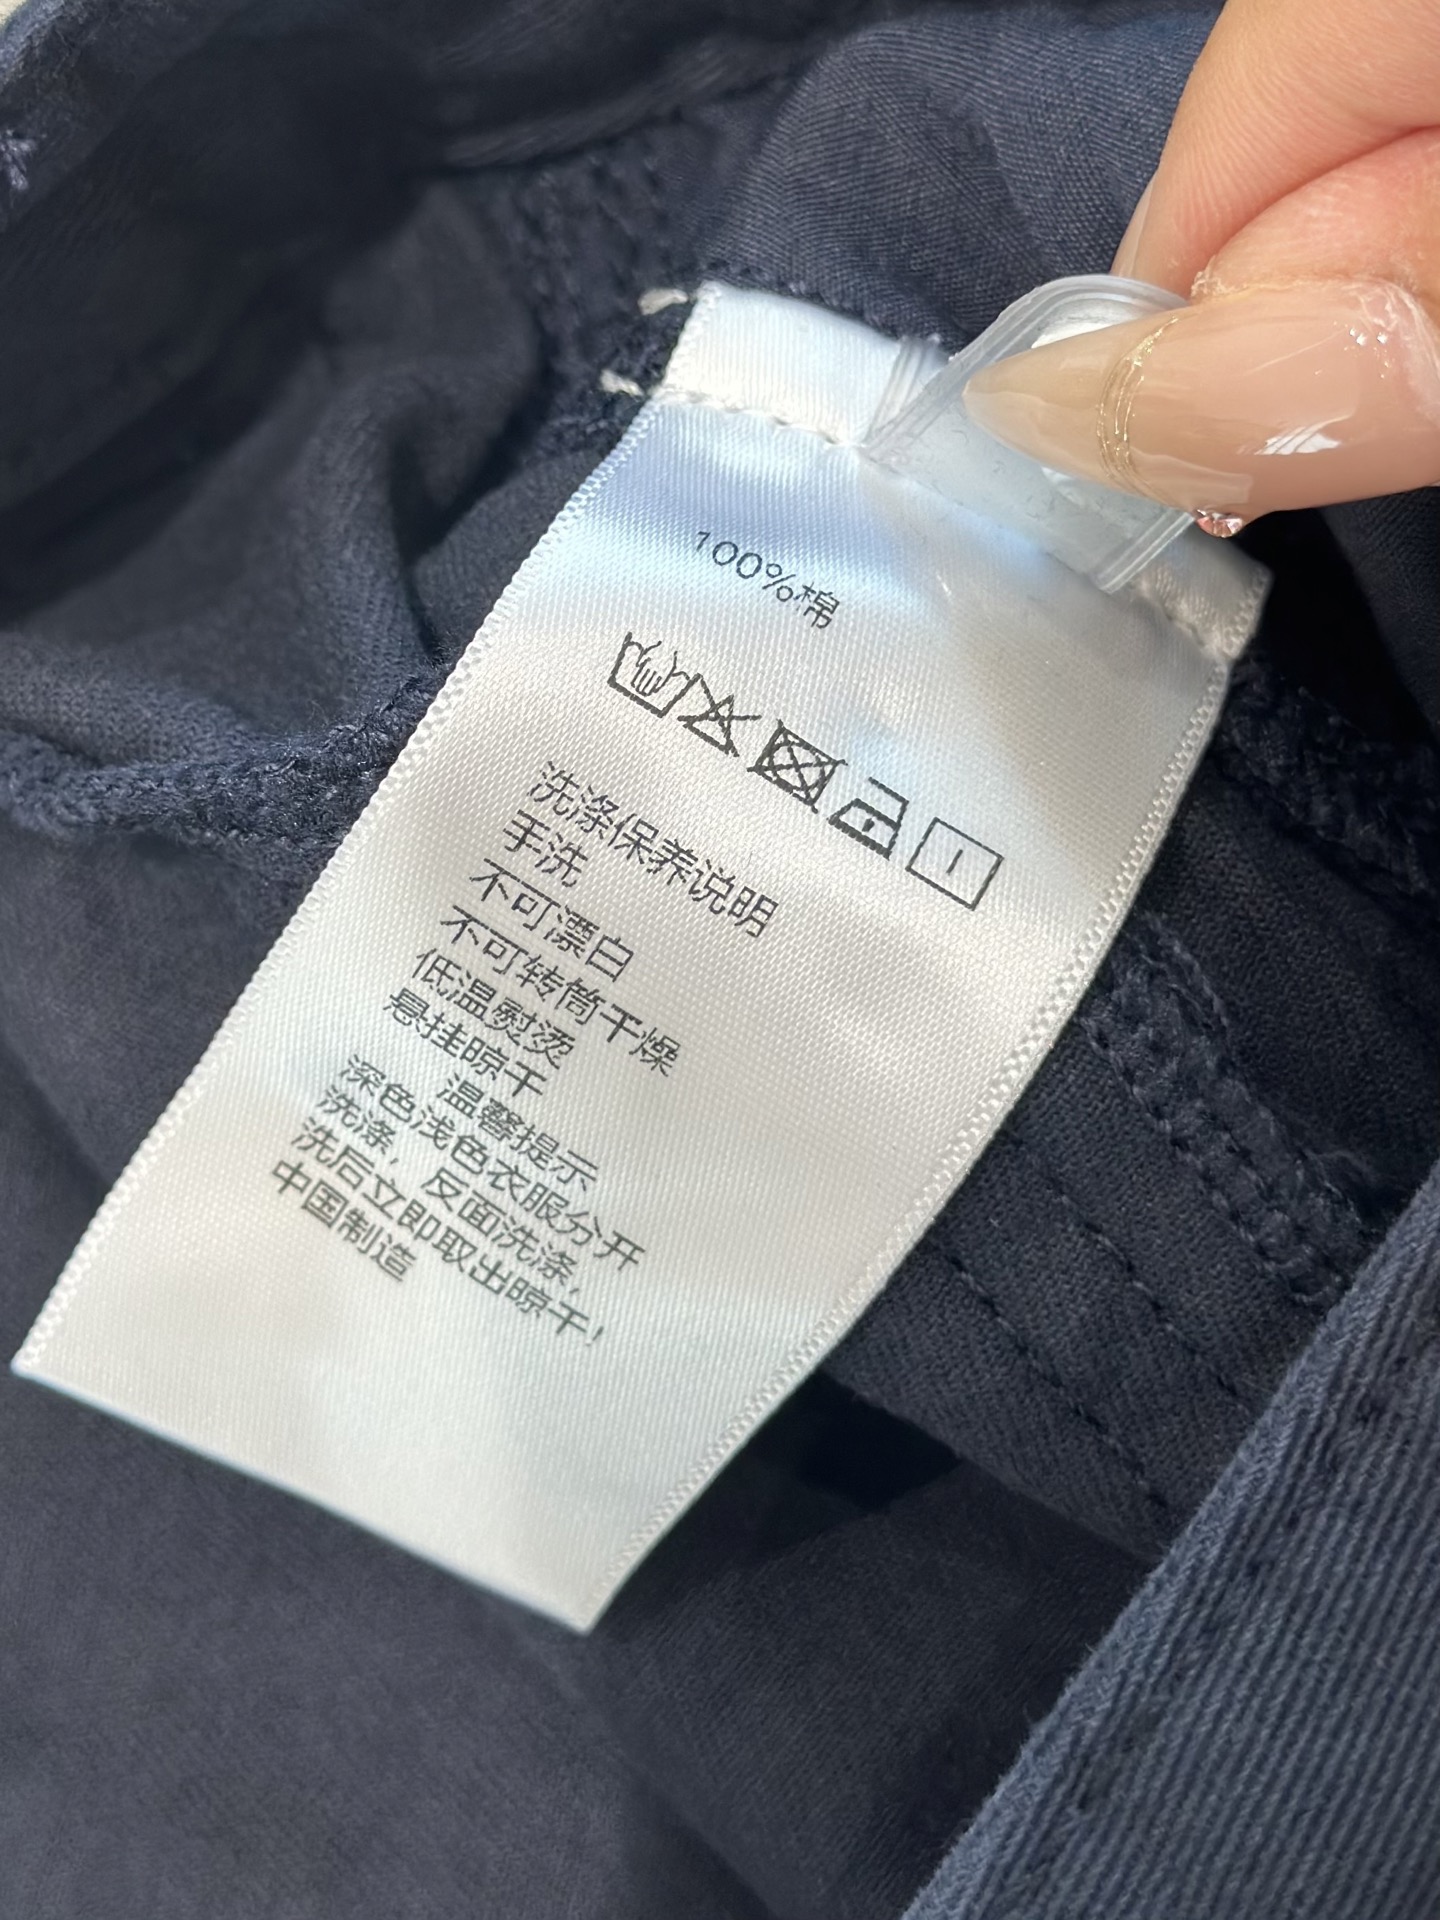 100%棉
洗涤保养说明
手洗
不可漂白
不可转筒干燥
低温熨烫
悬挂晾干
温馨提示
深色浅色衣服分开
洗涤，反面洗涤，
洗后立即取出晾干!
中国制造